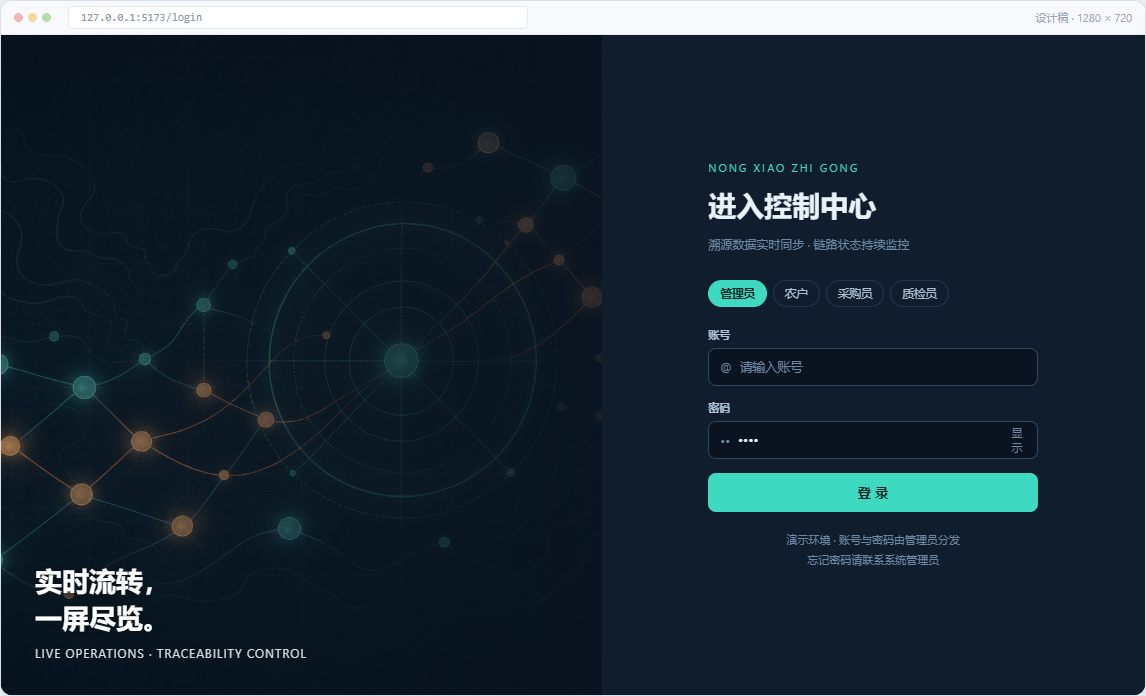 127.0.0.1:5173/login
设计稿 · 1280 × 720
NONG XIAO ZHI GONG
进入控制中心
溯源数据实时同步 · 链路状态持续监控
管理员 农户 采购员 质检员
账号
@ 请输入账号
密码
•• •••• 显示
登 录
演示环境 · 账号与密码由管理员分发
忘记密码请联系系统管理员
实时流转，
一屏尽览。
LIVE OPERATIONS · TRACEABILITY CONTROL